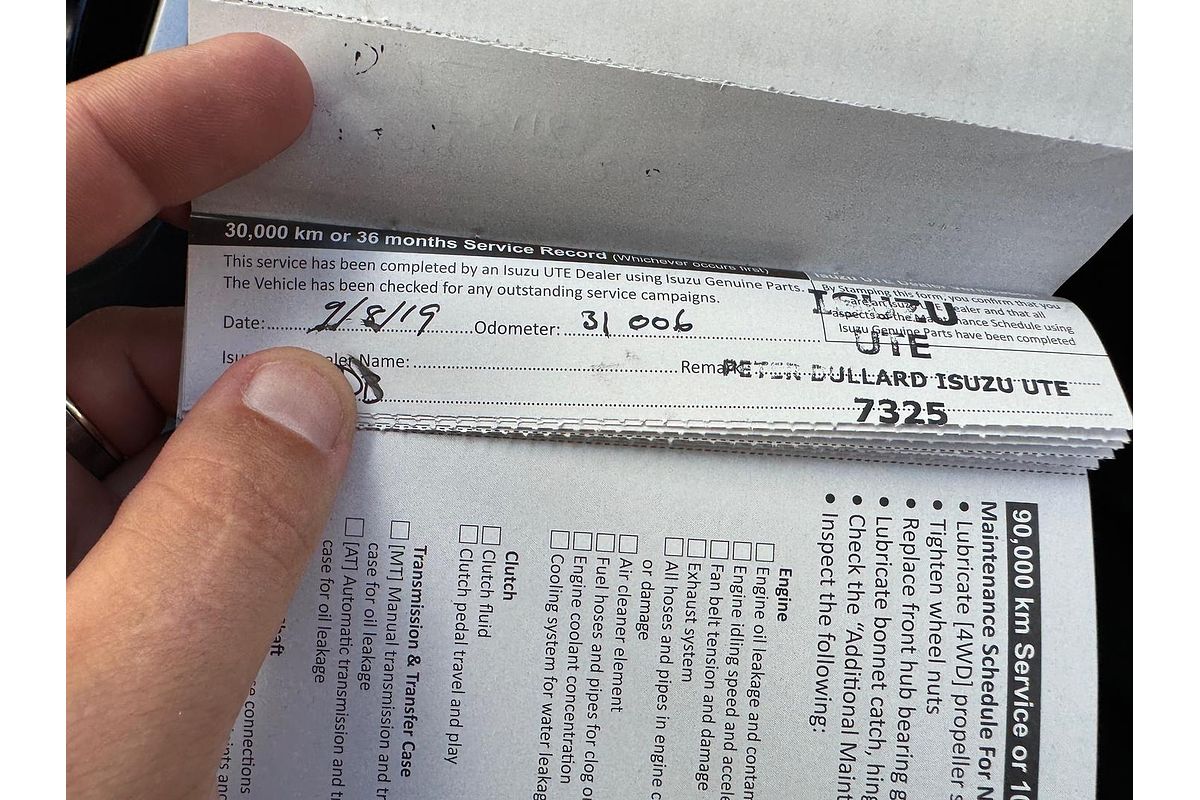 30,000 km or 36 months Service Record (Whichever occurs first)
This service has been completed by an Isuzu UTE Dealer using Isuzu Genuine Parts.
The Vehicle has been checked for any outstanding service campaigns.
By Stamping this form, you confirm that you
aspects of the Maintenance Schedule using
Isuzu Genuine Parts have been completed
Date: 9/8/19 Odometer: 31 006
Name:
ISUZU
UTE
PETER DULLARD ISUZU UTE
7325
90,000 km Service or
Maintenance Schedule For
• Lubricate [4WD] propeller
• Tighten wheel nuts
• Replace front hub bearing
• Lubricate bonnet catch,
• Check the "Additional
• Inspect the following:
Engine
Engine oil leakage and
Engine idling speed and
Fan belt tension and damage
Exhaust system
All hoses and pipes in engine
or damage
Air cleaner element
Fuel hoses and pipes for clog
Engine coolant concentration
Cooling system for water
Clutch
Clutch fluid
Clutch pedal travel and play
Transmission & Transfer Case
[MT] Manual transmission and
case for oil leakage
[AT] Automatic transmission and
case for oil leakage
connections